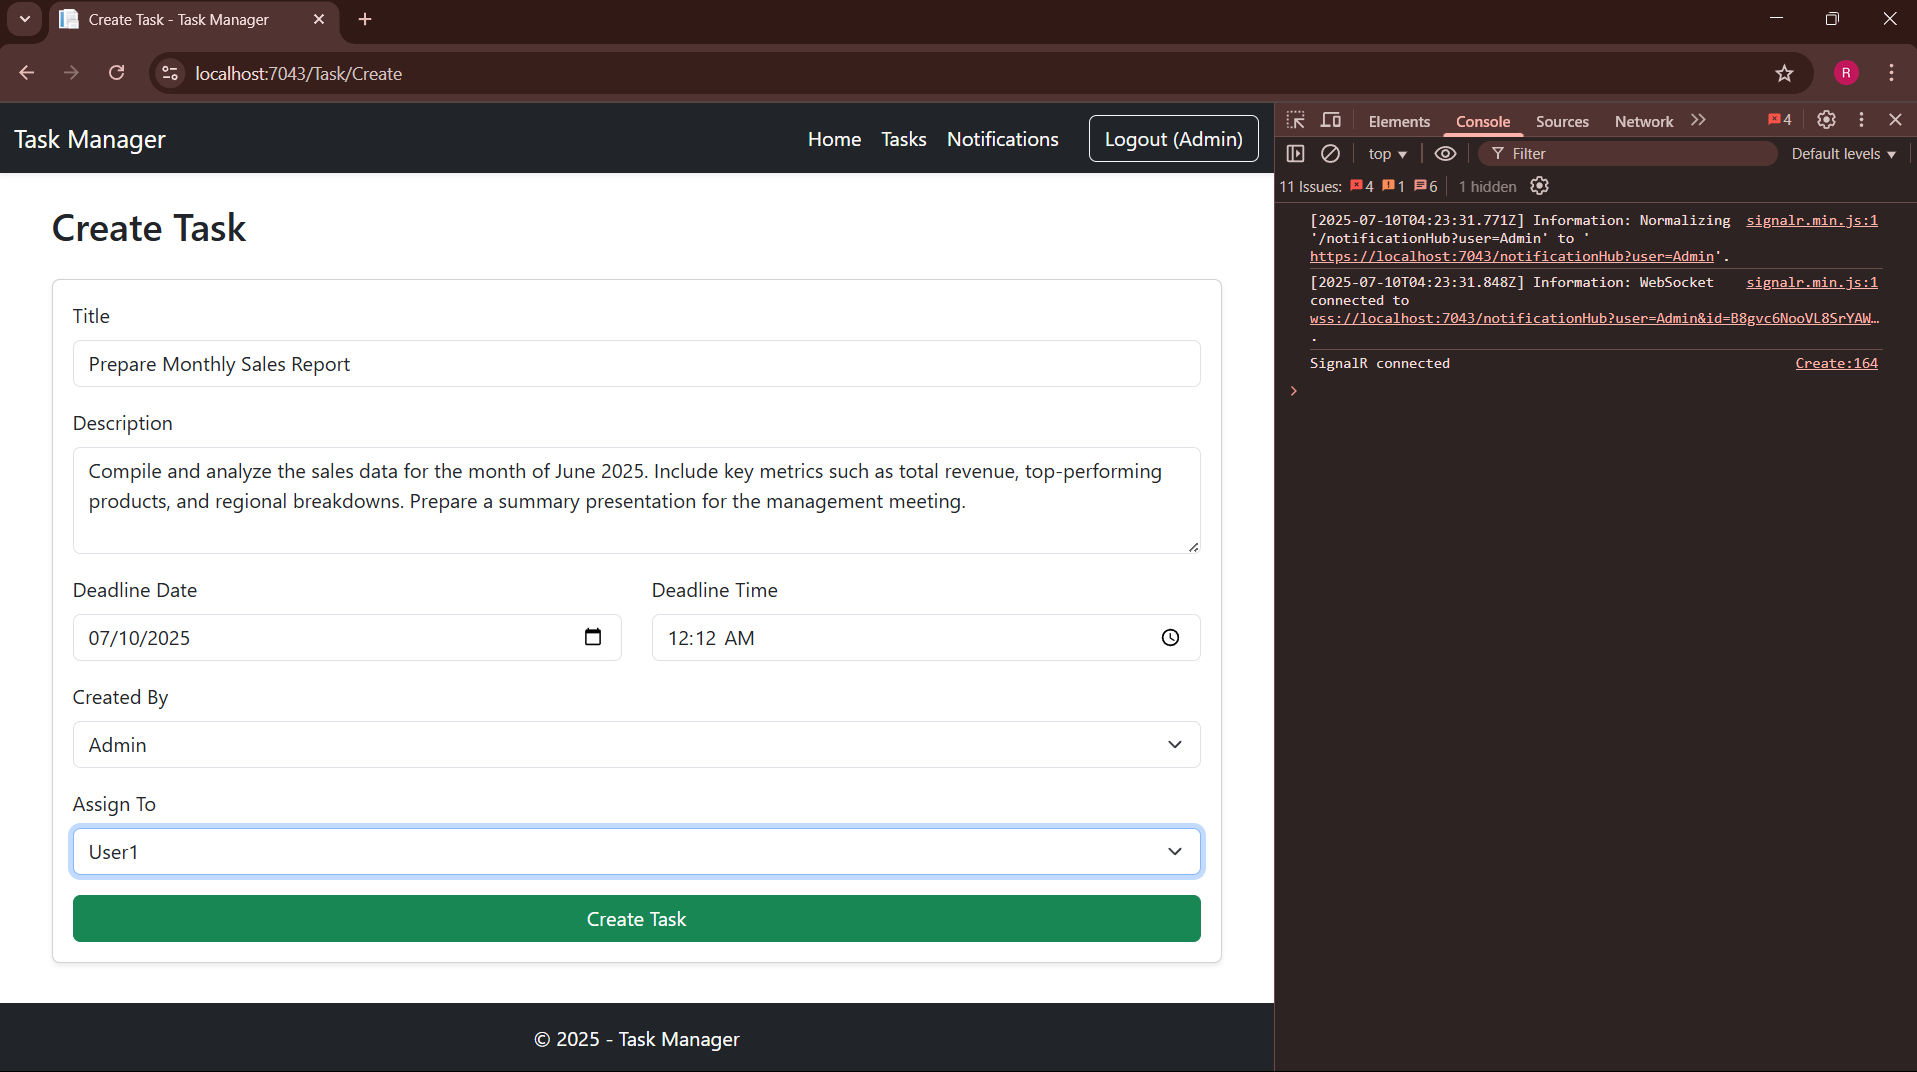 Create Task - Task Manager
localhost:7043/Task/Create
R
Task Manager
Home
Tasks
Notifications
Logout (Admin)
Create Task
Title
Prepare Monthly Sales Report
Description
Compile and analyze the sales data for the month of June 2025. Include key metrics such as total revenue, top-performing
products, and regional breakdowns. Prepare a summary presentation for the management meeting.
Deadline Date
Deadline Time
07/10/2025
12:12 AM
Created By
Admin
Assign To
User1
Create Task
© 2025 - Task Manager
Elements
Console
Sources
Network
4
top
Filter
Default levels
11 Issues: 4 1 6
1 hidden
[2025-07-10T04:23:31.771Z] Information: Normalizing
signalr.min.js:1
'/notificationHub?user=Admin' to '
https://localhost:7043/notificationHub?user=Admin'.
[2025-07-10T04:23:31.848Z] Information: WebSocket
signalr.min.js:1
connected to
wss://localhost:7043/notificationHub?user=Admin&id=B8gvc6NooVL8SrYAW…
.
SignalR connected
Create:164